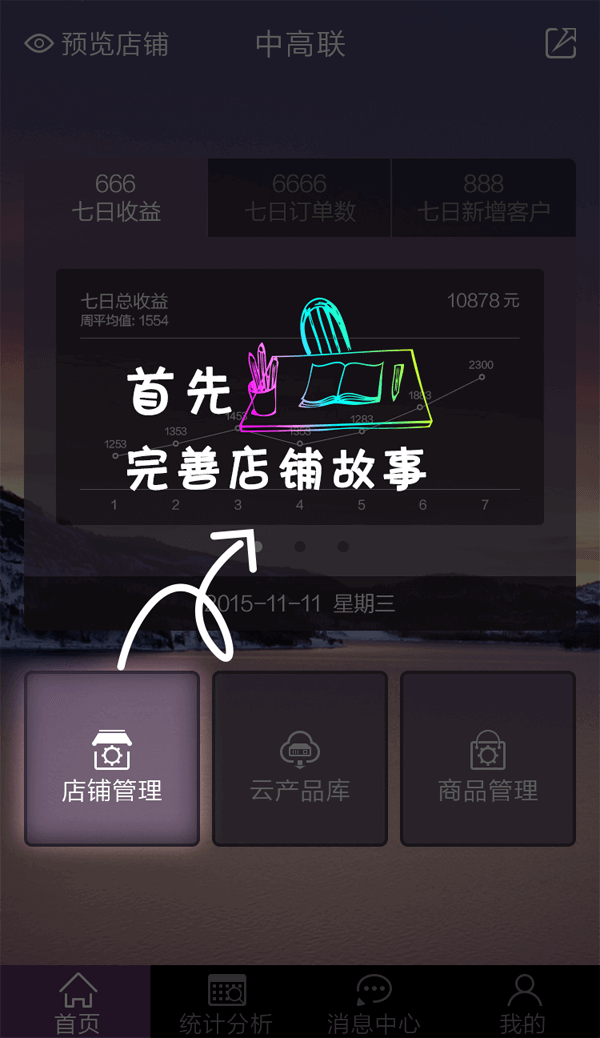 预览店铺
中高联
666
七日收益
6666
七日订单数
888
七日新增客户
七日总收益
10878 元
周平均值: 1554
首先
完善店铺故事
2300
1883
1453
1353
1353
1283
1253
1 2 3 4 5 6 7
2015-11-11 星期三
店铺管理
云产品库
商品管理
首页
统计分析
消息中心
我的